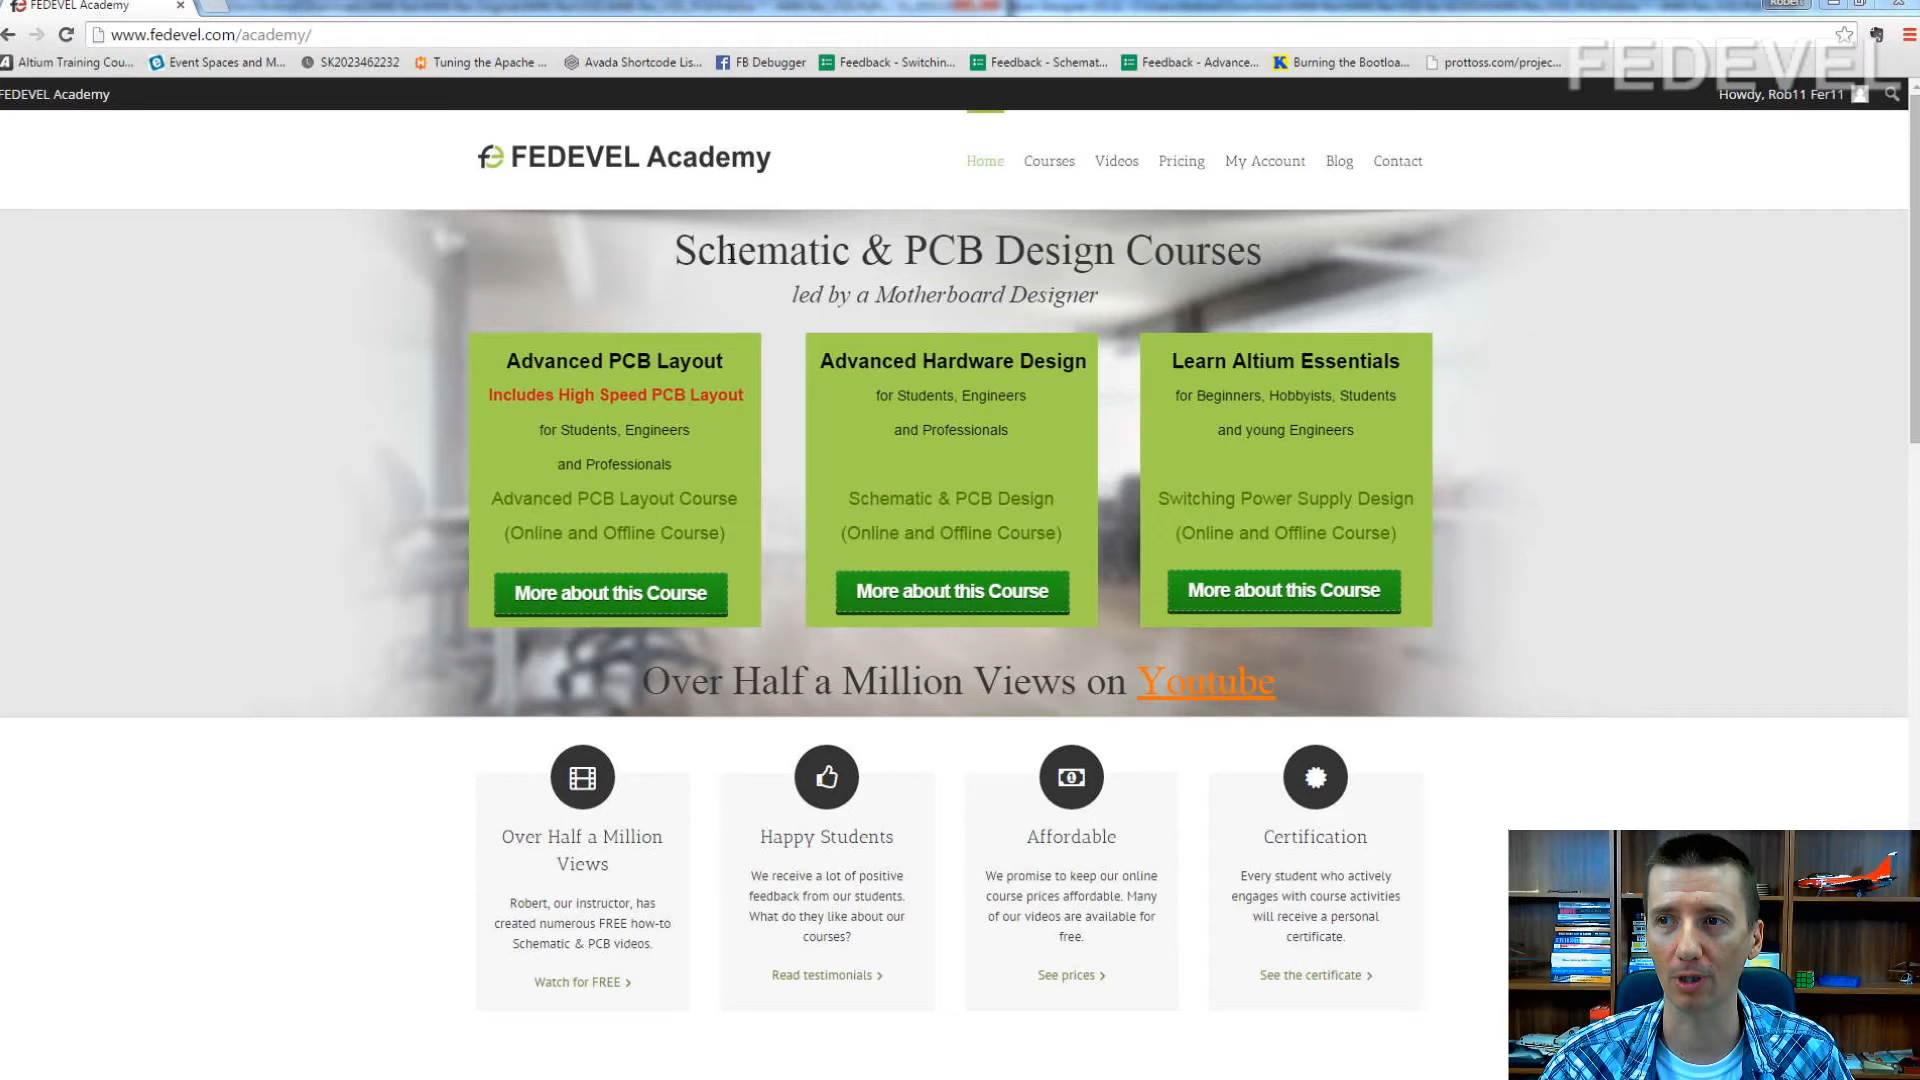 FEDEVEL Academy
www.fedevel.com/academy/
Altium Training Cou...
Event Spaces and M...
SK2023462232
Tuning the Apache ...
Avada Shortcode Lis...
FB Debugger
Feedback - Switchin...
Feedback - Schemat...
Feedback - Advance...
Burning the Bootloa...
prottoss.com/projec...
FEDEVEL
FEDEVEL Academy
Howdy, Rob11 Fer11
FEDEVEL Academy
Home Courses Videos Pricing My Account Blog Contact
Schematic & PCB Design Courses
led by a Motherboard Designer
Advanced PCB Layout
Includes High Speed PCB Layout
for Students, Engineers
and Professionals
Advanced PCB Layout Course
(Online and Offline Course)
More about this Course
Advanced Hardware Design
for Students, Engineers
and Professionals
Schematic & PCB Design
(Online and Offline Course)
More about this Course
Learn Altium Essentials
for Beginners, Hobbyists, Students
and young Engineers
Switching Power Supply Design
(Online and Offline Course)
More about this Course
Over Half a Million Views on Youtube
Over Half a Million
Views
Robert, our instructor, has
created numerous FREE how-to
Schematic & PCB videos.
Watch for FREE
Happy Students
We receive a lot of positive
feedback from our students.
What do they like about our
courses?
Read testimonials
Affordable
We promise to keep our online
course prices affordable. Many
of our videos are available for
free.
See prices
Certification
Every student who actively
engages with course activities
will receive a personal
certificate.
See the certificate